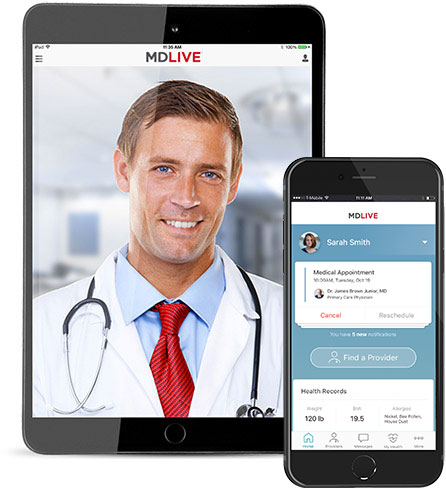 iPad
11:35 AM
100%
MDLIVE
T-Mobile
11:11 AM
MDLIVE
Sarah Smith
Medical Appointment
10:00AM, Tuesday, Oct 19
Dr. James Brown Junior, MD
Primary Care Physician
Cancel Reschedule
You have 5 new notifications
Find a Provider
Health Records
Weight BMI Allergies
120 lb 19.5 Nickel, Bee Pollen,
House Dust
Home Providers Messages My Health More